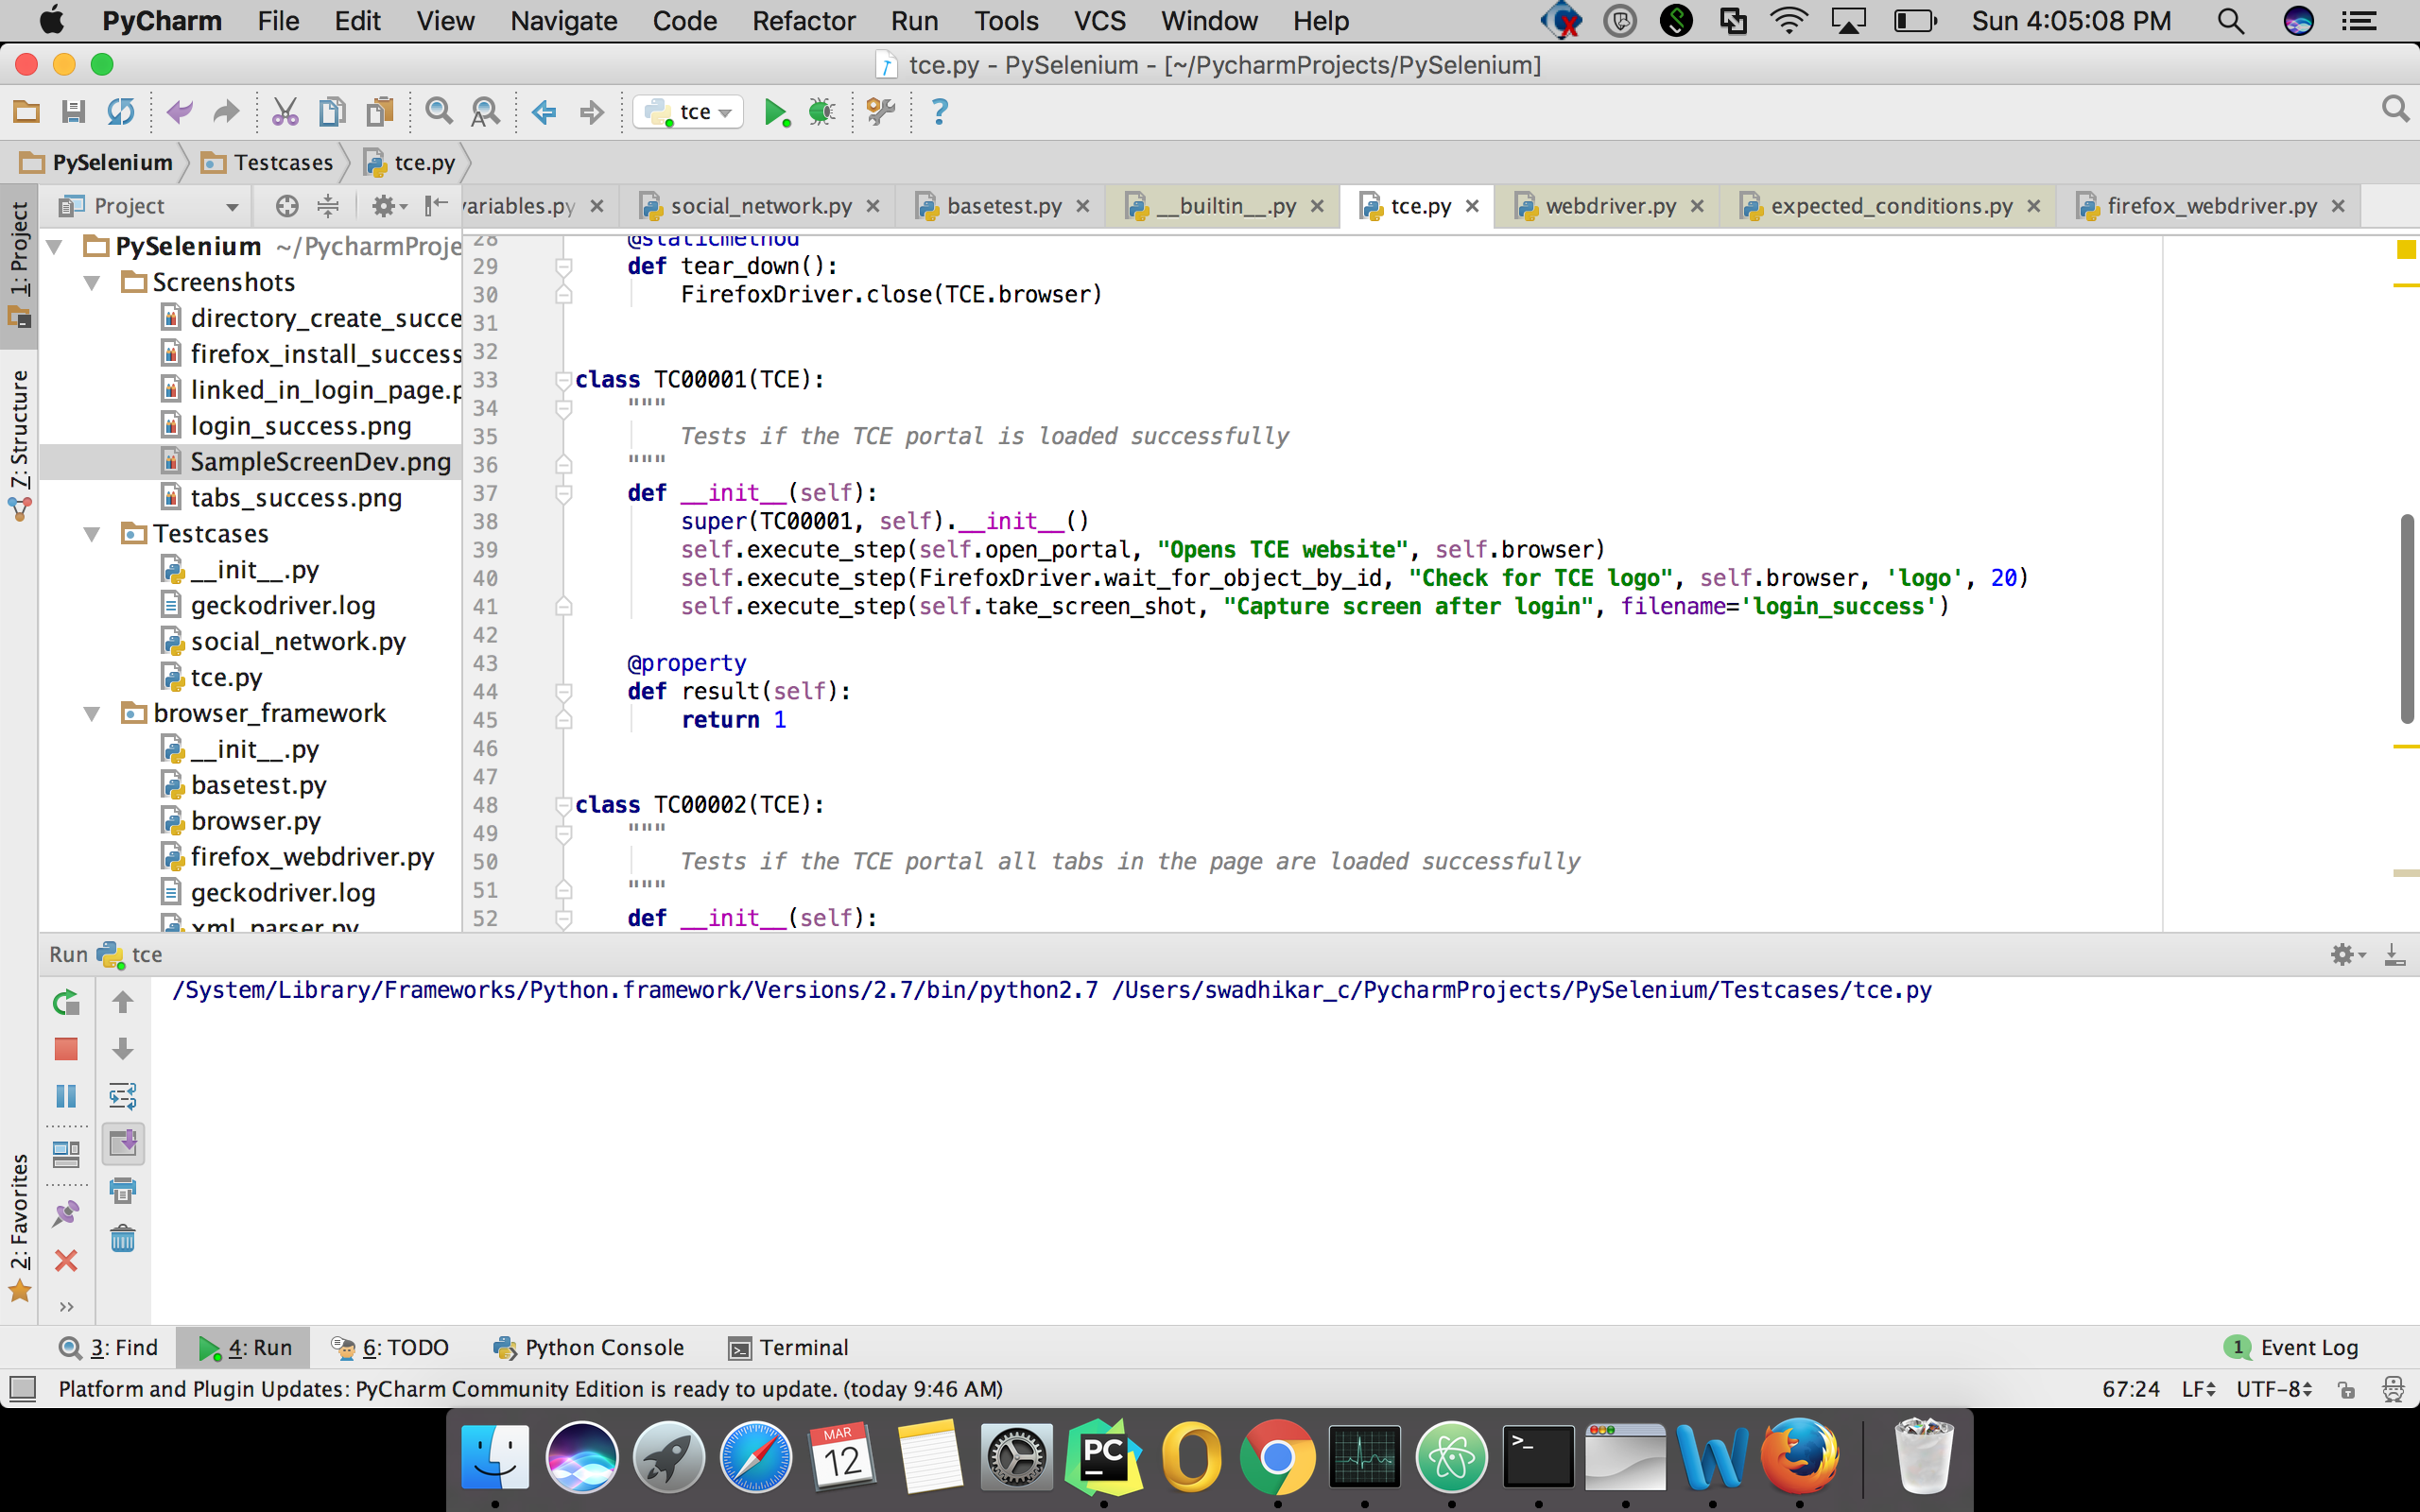 PyCharm File Edit View Navigate Code Refactor Run Tools VCS Window Help Sun 4:05:08 PM
tce.py - PySelenium - [~/PycharmProjects/PySelenium]
tce
PySelenium Testcases tce.py
Project ariables.py social_network.py basetest.py __builtin__.py tce.py webdriver.py expected_conditions.py firefox_webdriver.py
1: Project
7: Structure
2: Favorites
PySelenium ~/PycharmProje
Screenshots
directory_create_succe
firefox_install_success
linked_in_login_page.p
login_success.png
SampleScreenDev.png
tabs_success.png
Testcases
__init__.py
geckodriver.log
social_network.py
tce.py
browser_framework
__init__.py
basetest.py
browser.py
firefox_webdriver.py
geckodriver.log
xml_parser.py
28 @staticmethod
29 def tear_down():
30 FirefoxDriver.close(TCE.browser)
31
32
33 class TC00001(TCE):
34 """
35 Tests if the TCE portal is loaded successfully
36 """
37 def __init__(self):
38 super(TC00001, self).__init__()
39 self.execute_step(self.open_portal, "Opens TCE website", self.browser)
40 self.execute_step(FirefoxDriver.wait_for_object_by_id, "Check for TCE logo", self.browser, 'logo', 20)
41 self.execute_step(self.take_screen_shot, "Capture screen after login", filename='login_success')
42
43 @property
44 def result(self):
45 return 1
46
47
48 class TC00002(TCE):
49 """
50 Tests if the TCE portal all tabs in the page are loaded successfully
51 """
52 def __init__(self):
Run tce
/System/Library/Frameworks/Python.framework/Versions/2.7/bin/python2.7 /Users/swadhikar_c/PycharmProjects/PySelenium/Testcases/tce.py
3: Find 4: Run 6: TODO Python Console Terminal 1 Event Log
Platform and Plugin Updates: PyCharm Community Edition is ready to update. (today 9:46 AM) 67:24 LF UTF-8
MAR
12
PC